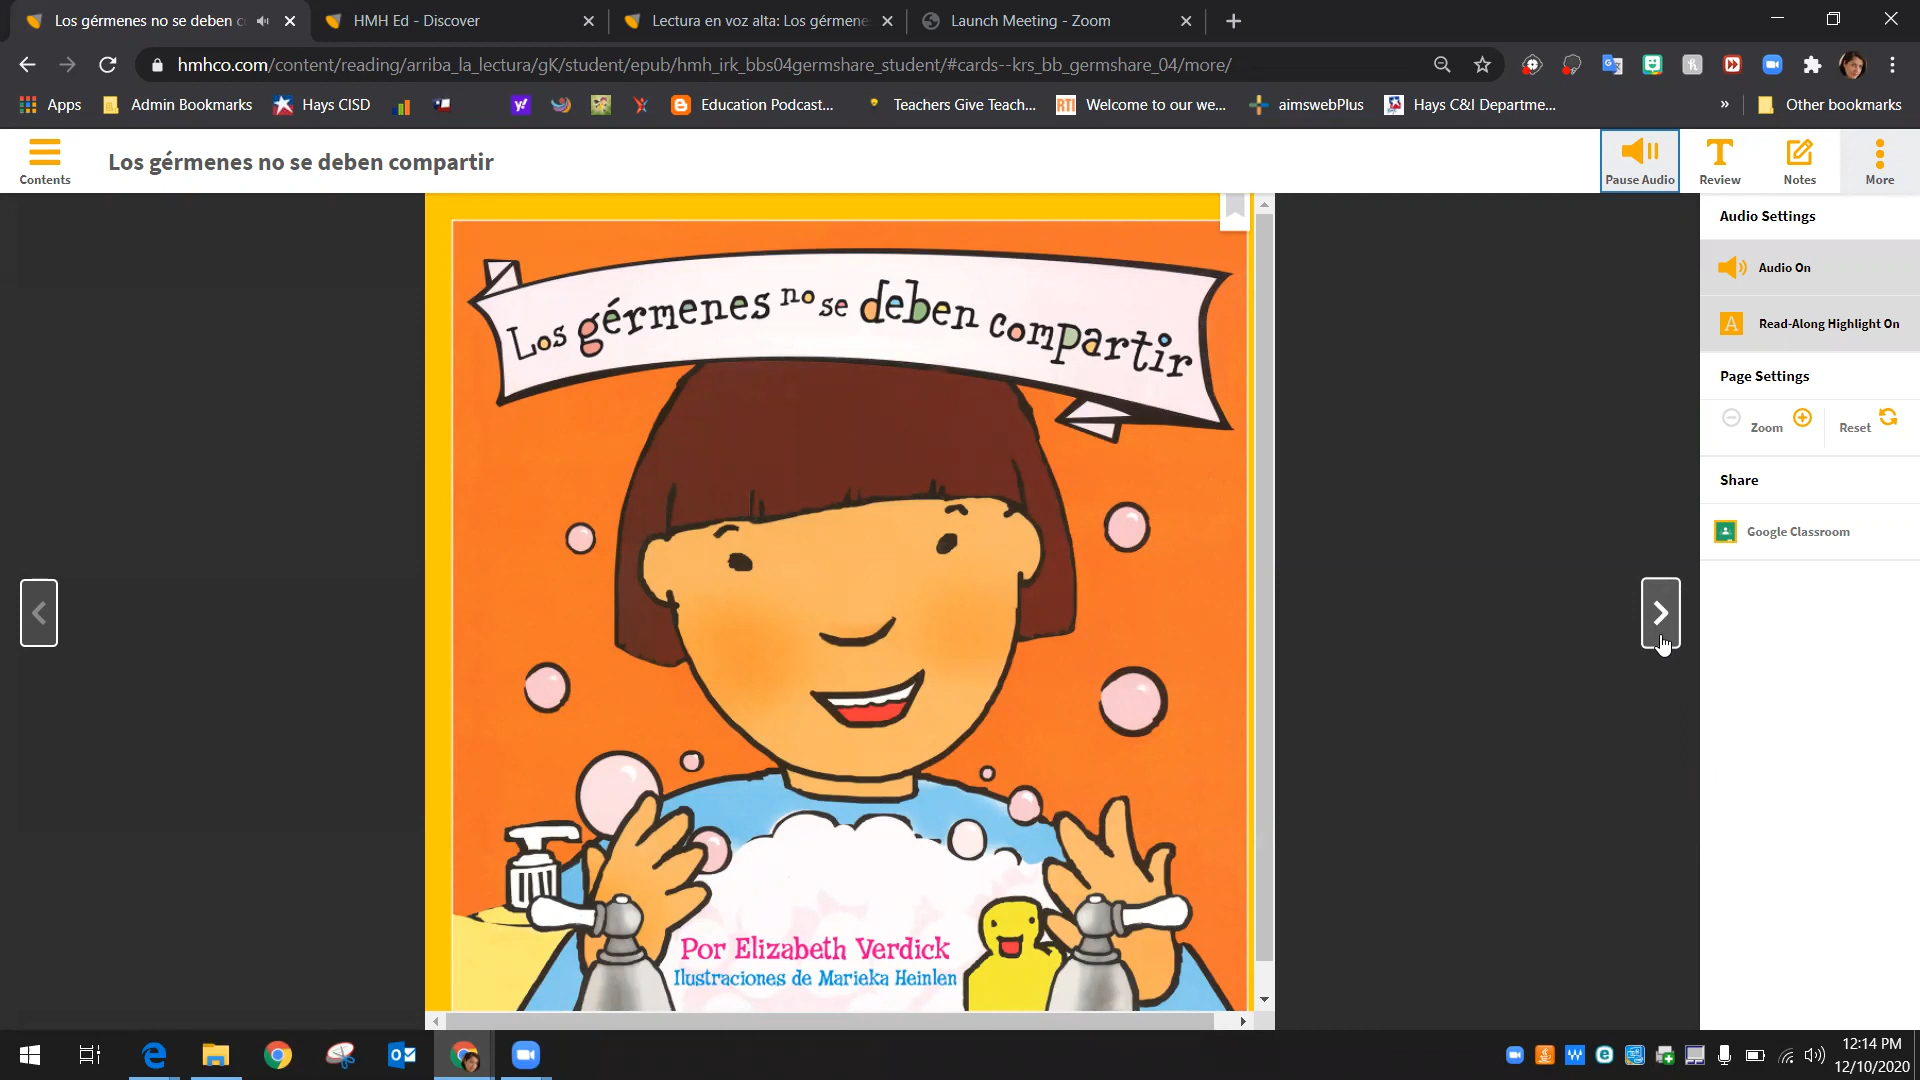 Los gérmenes no se deben c
HMH Ed - Discover
Lectura en voz alta: Los gérmene
Launch Meeting - Zoom
hmhco.com/content/reading/arriba_la_lectura/gK/student/epub/hmh_irk_bbs04germshare_student/#cards--krs_bb_germshare_04/more/
Apps
Admin Bookmarks
Hays CISD
Education Podcast...
Teachers Give Teach...
RTI
Welcome to our we...
aimswebPlus
Hays C&I Departme...
»
Other bookmarks
Contents
Los gérmenes no se deben compartir
Pause Audio
Review
Notes
More
Audio Settings
Audio On
Read-Along Highlight On
Page Settings
Zoom
Reset
Share
Google Classroom
Los gérmenes no se deben compartir
Por Elizabeth Verdick
Ilustraciones de Marieka Heinlen
12:14 PM
12/10/2020